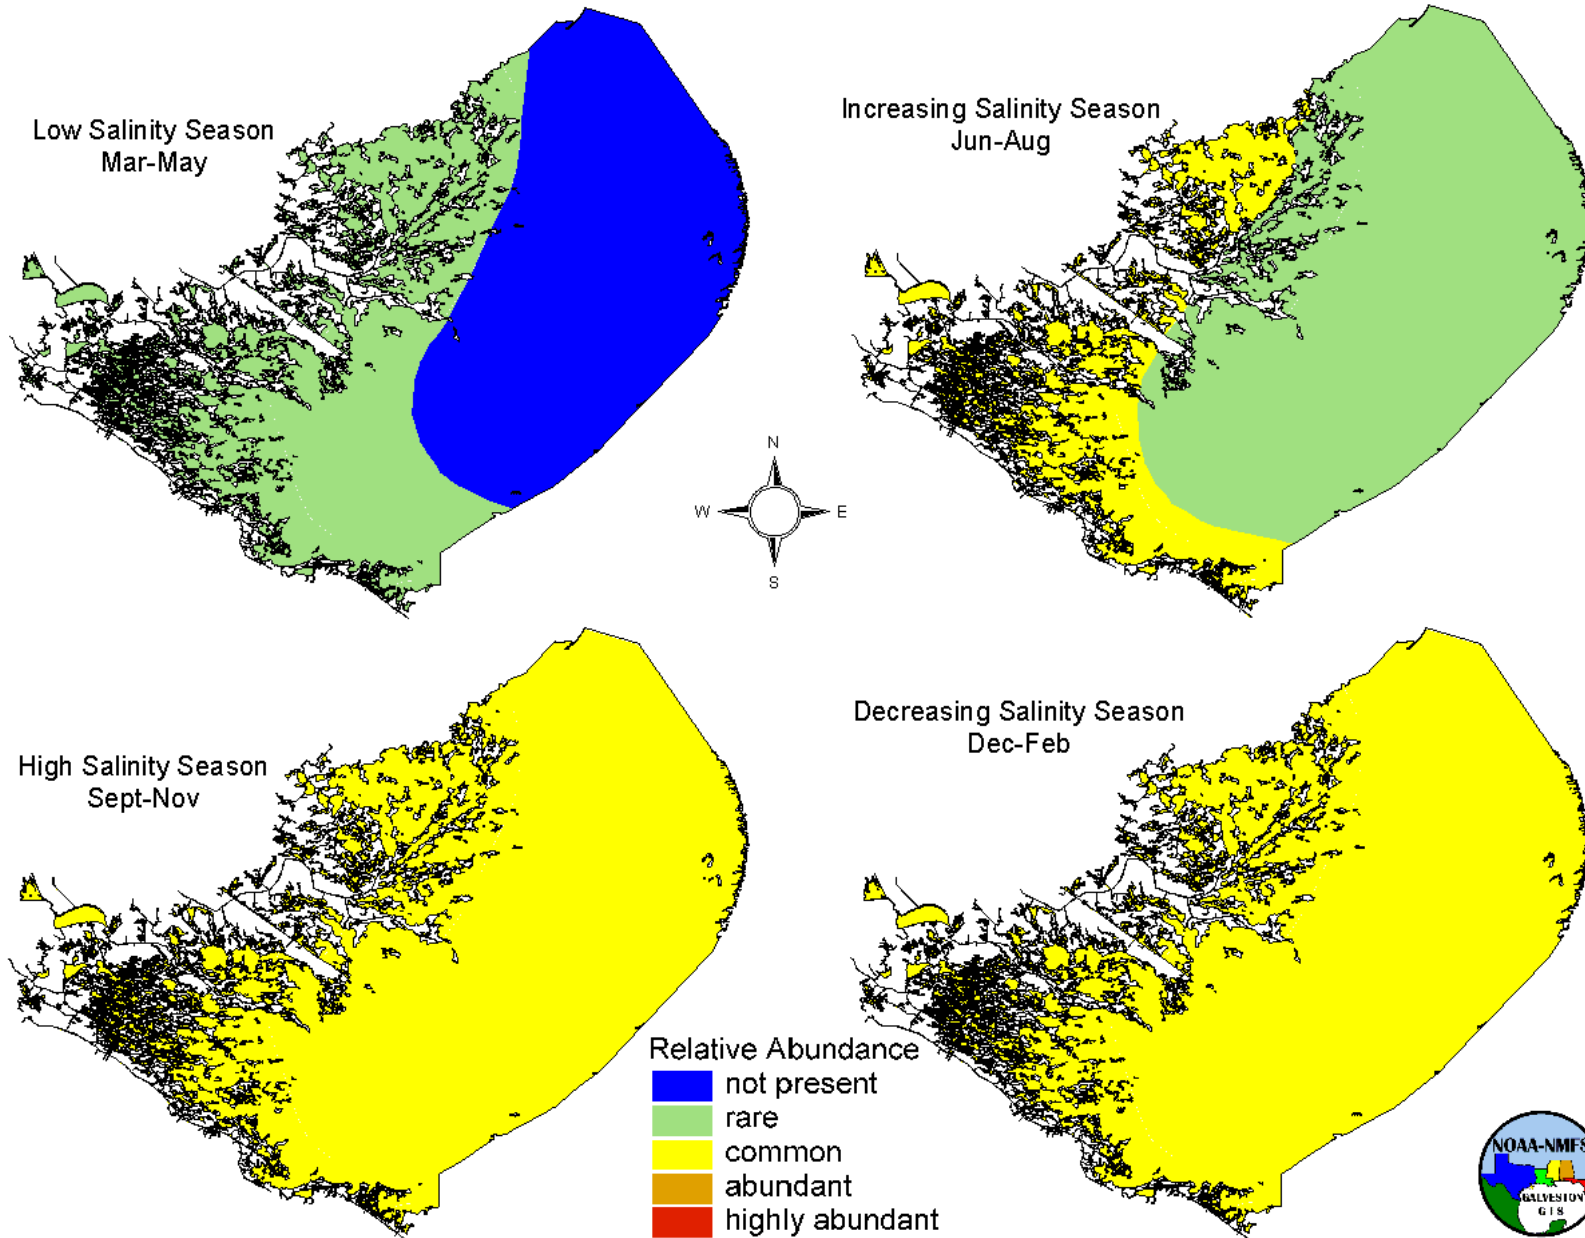 Low Salinity Season
Mar-May
Increasing Salinity Season
Jun-Aug
N
W
E
S
High Salinity Season
Sept-Nov
Decreasing Salinity Season
Dec-Feb
Relative Abundance
not present
rare
common
abundant
highly abundant
NOAA-NMFS
GALVESTON
GIS